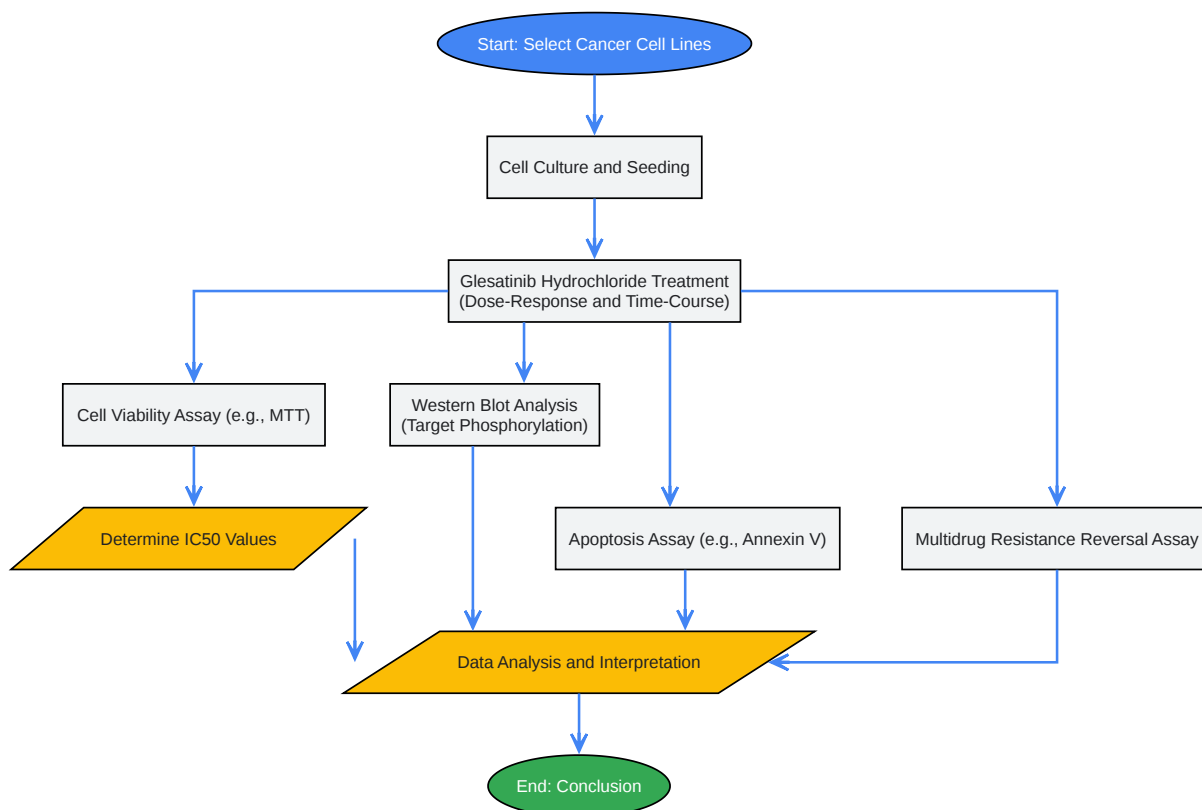 Start: Select Cancer Cell Lines
Cell Culture and Seeding
Glesatinib Hydrochloride Treatment
(Dose-Response and Time-Course)
Cell Viability Assay (e.g., MTT)
Western Blot Analysis
(Target Phosphorylation)
Determine IC50 Values
Apoptosis Assay (e.g., Annexin V)
Multidrug Resistance Reversal Assay
Data Analysis and Interpretation
End: Conclusion